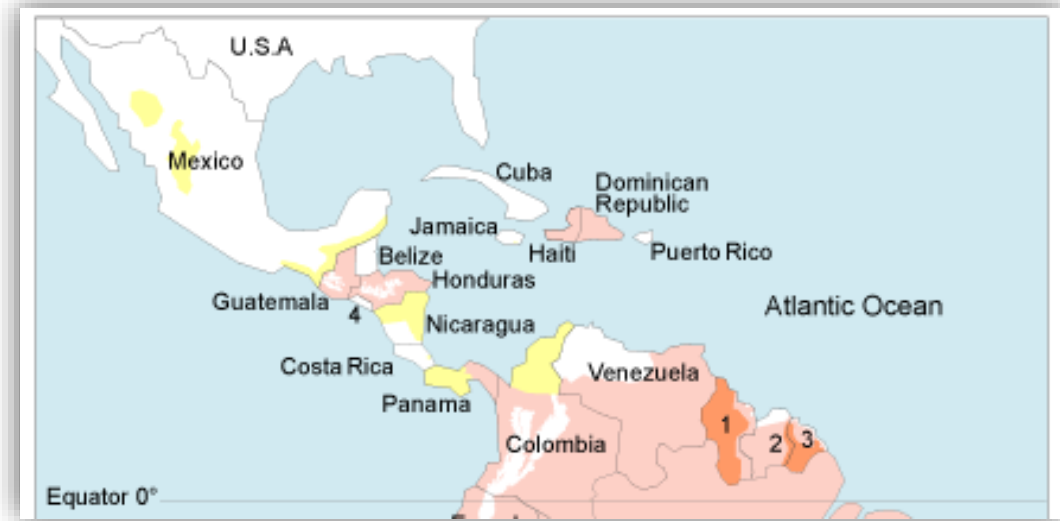 U.S.A
Mexico
Cuba
Dominican
Republic
Jamaica
Haiti
Puerto Rico
Belize
Honduras
Guatemala
4
Nicaragua
Atlantic Ocean
Costa Rica
Venezuela
Panama
1
Colombia
2
3
Equator 0°